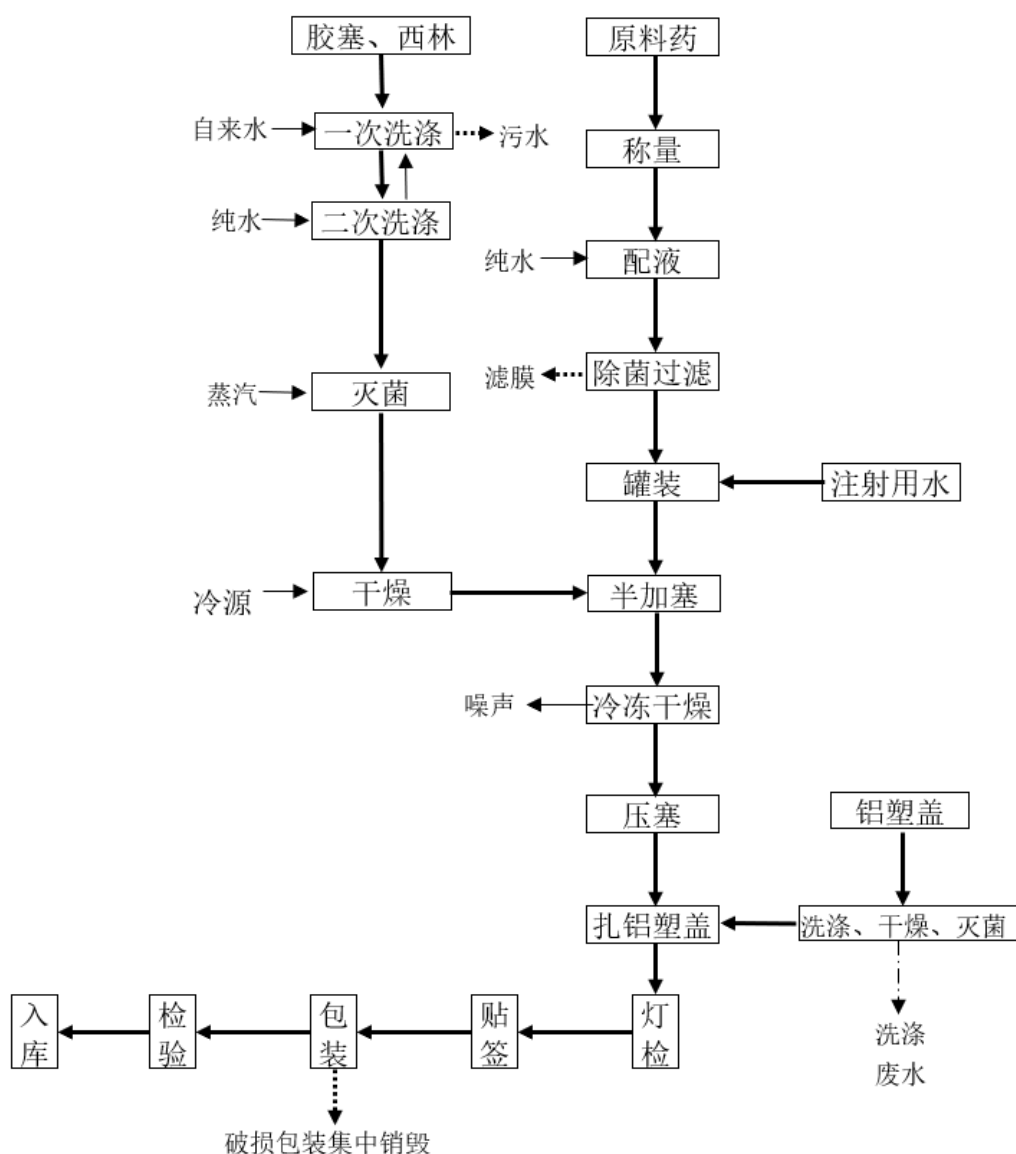 胶塞、西林
原料药
自来水
一次洗涤
污水
称量
纯水
二次洗涤
纯水
配液
蒸汽
灭菌
滤膜
除菌过滤
罐装
注射用水
冷源
干燥
半加塞
噪声
冷冻干燥
压塞
铝塑盖
扎铝塑盖
洗涤、干燥、灭菌
入
库
检
验
包
装
贴
签
灯
检
洗涤
废水
破损包装集中销毁